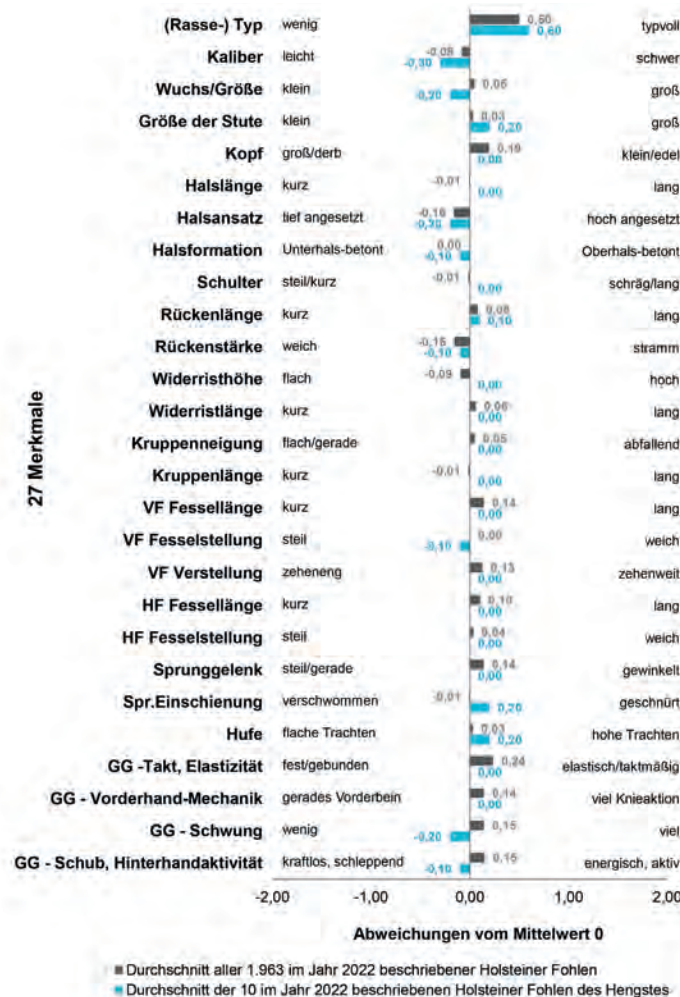 (Rasse-) Typ wenig 0,50 0,60 typvoll
Kaliber leicht -0,08 -0,30 schwer
Wuchs/Größe klein 0,05 -0,20 groß
Größe der Stute klein 0,03 0,20 groß
Kopf groß/derb 0,19 0,00 klein/edel
Halslänge kurz -0,01 0,00 lang
Halsansatz tief angesetzt -0,16 -0,20 hoch angesetzt
Halsformation Unterhals-betont 0,00 -0,10 Oberhals-betont
Schulter steil/kurz -0,01 0,00 schräg/lang
Rückenlänge kurz 0,08 0,10 lang
Rückenstärke weich -0,10 stramm
Widerristhöhe flach -0,09 0,00 hoch
Widerristlänge kurz 0,06 0,00 lang
Kruppenneigung flach/gerade 0,05 0,00 abfallend
Kruppenlänge kurz -0,01 0,00 lang
VF Fessellänge kurz 0,14 0,00 lang
VF Fesselstellung steil 0,00 -0,10 weich
VF Verstellung zeheneng 0,13 0,00 zehenweit
HF Fessellänge kurz 0,10 0,00 lang
HF Fesselstellung steil 0,04 0,00 weich
Sprunggelenk steil/gerade 0,14 0,00 gewinkelt
Spr.Einschienung verschwommen -0,01 0,20 geschnürt
Hufe flache Trachten 0,03 0,20 hohe Trachten
GG -Takt, Elastizität fest/gebunden 0,24 0,00 elastisch/taktmäßig
GG - Vorderhand-Mechanik gerades Vorderbein 0,14 0,00 viel Knieaktion
GG - Schwung wenig 0,15 -0,20 viel
GG - Schub, Hinterhandaktivität kraftlos, schleppend 0,15 -0,10 energisch, aktiv
27 Merkmale
-2,00 -1,00 0,00 1,00 2,00
Abweichungen vom Mittelwert 0
Durchschnitt aller 1.963 im Jahr 2022 beschriebener Holsteiner Fohlen
Durchschnitt der 10 im Jahr 2022 beschriebenen Holsteiner Fohlen des Hengstes